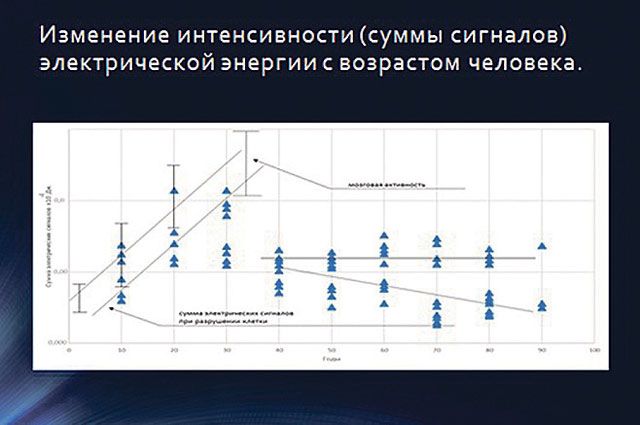 Изменение интенсивности (суммы сигналов)
электрической энергии с возрастом человека.
мозговая активность
Сумма электрических сигналов х10 Дж
0,0
0,00
сумма электрических сигналов
при разрушении клетки
0,000
0 10 20 30 40 50 60 70 80 90 100
Годы